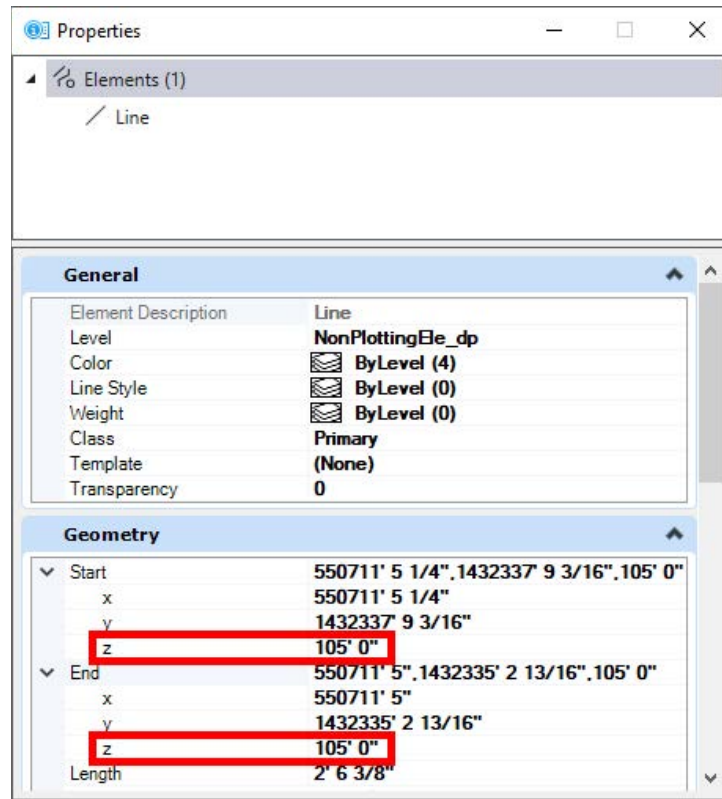 Properties
Elements (1)
Line
General
Element Description Line
Level NonPlottingEle_dp
Color ByLevel (4)
Line Style ByLevel (0)
Weight ByLevel (0)
Class Primary
Template (None)
Transparency 0
Geometry
Start 550711' 5 1/4",1432337' 9 3/16",105' 0"
x 550711' 5 1/4"
y 1432337' 9 3/16"
z 105' 0"
End 550711' 5",1432335' 2 13/16",105' 0"
x 550711' 5"
y 1432335' 2 13/16"
z 105' 0"
Length 2' 6 3/8"